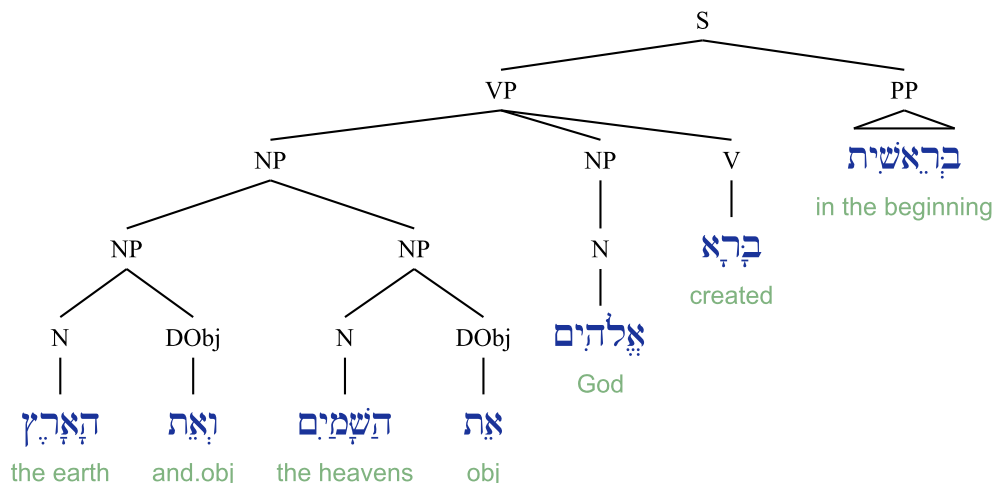 S
VP PP
NP NP V
בְּרֵאשִׁית
in the beginning
NP NP N
בָּרָא
created
N DObj N DObj
אֱלֹהִים
God
אֵת הַשָּׁמַיִם וְאֵת הָאָרֶץ
the earth and.obj the heavens obj